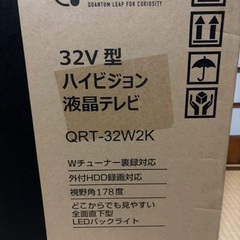 QUANTUM LEAP FOR CURIOSITY
32V型
ハイビジョン
液晶テレビ
QRT-32W2K
Wチューナー裏録対応
外付HDD録画対応
視野角178度
どこからでも見やすい
全面直下型
LEDバックライト